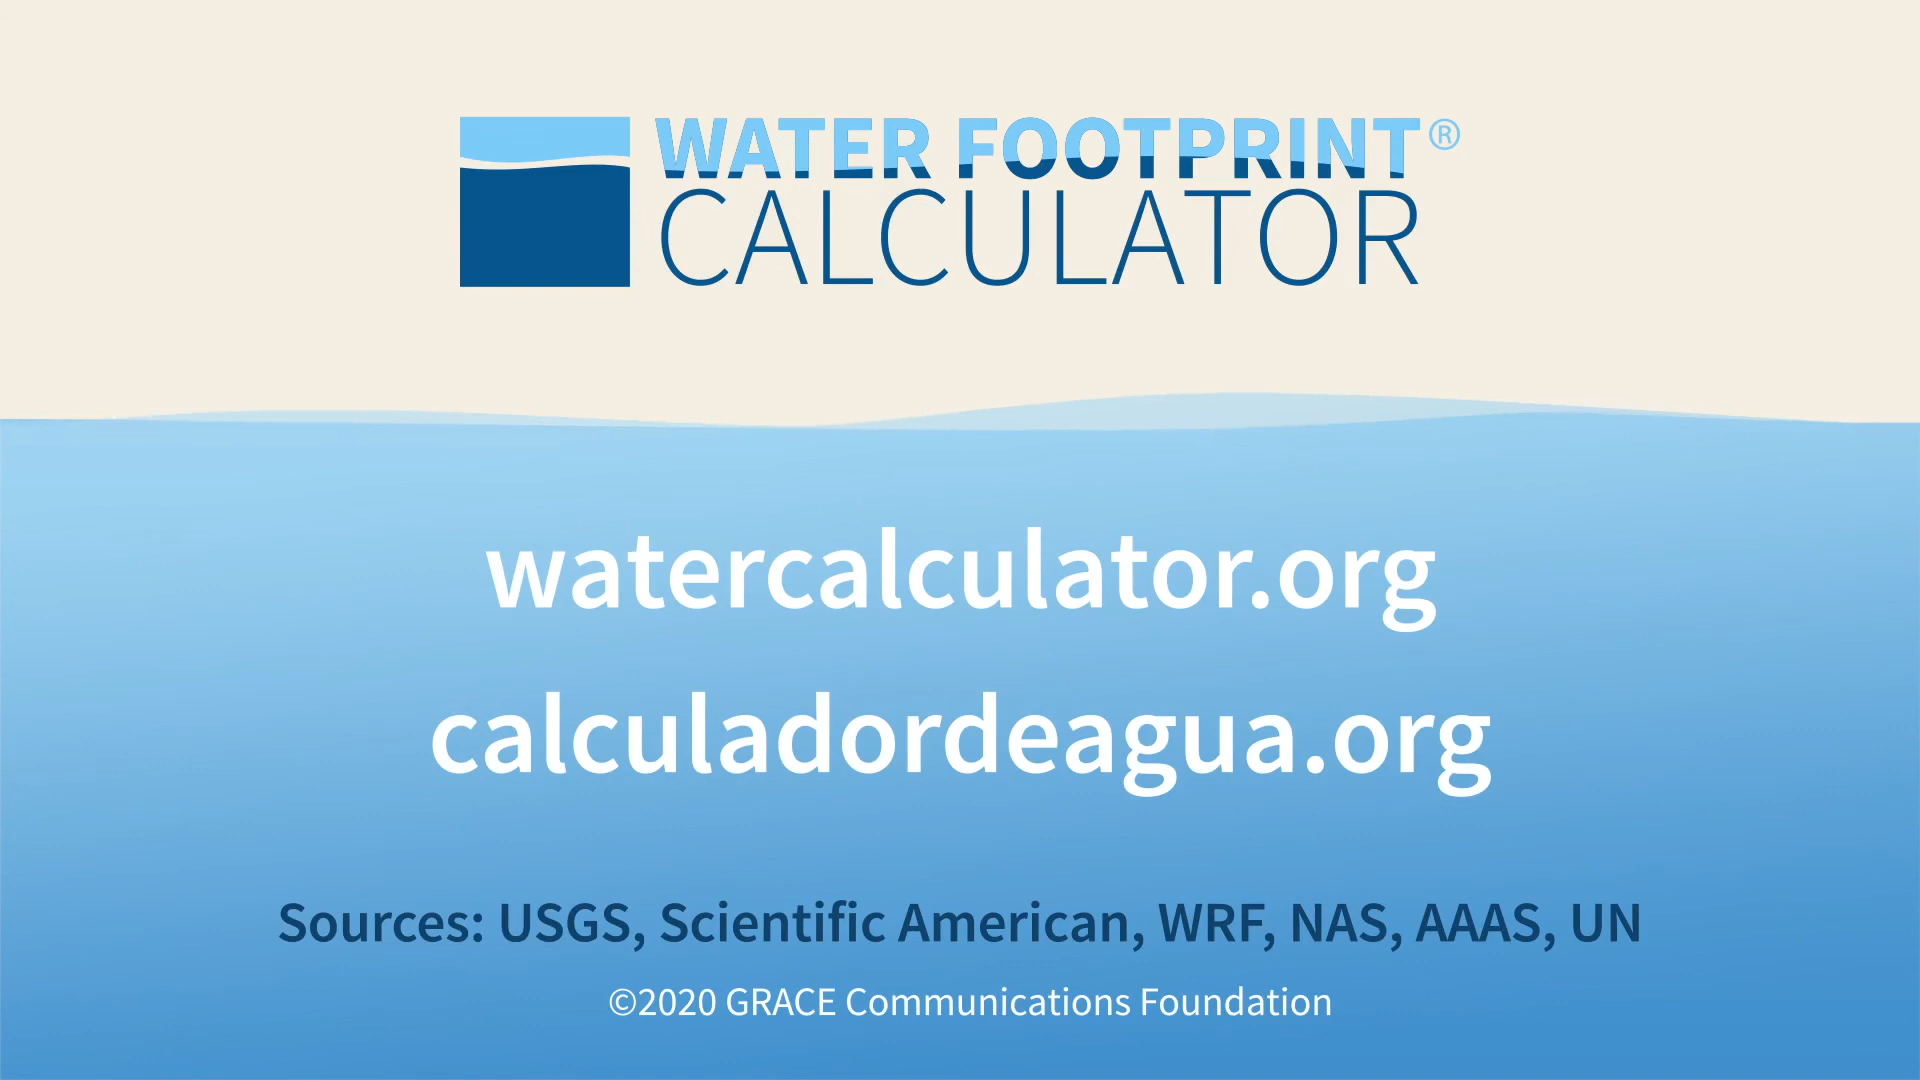 WATER FOOTPRINT®
CALCULATOR
watercalculator.org
calculadordeagua.org
Sources: USGS, Scientific American, WRF, NAS, AAAS, UN
©2020 GRACE Communications Foundation